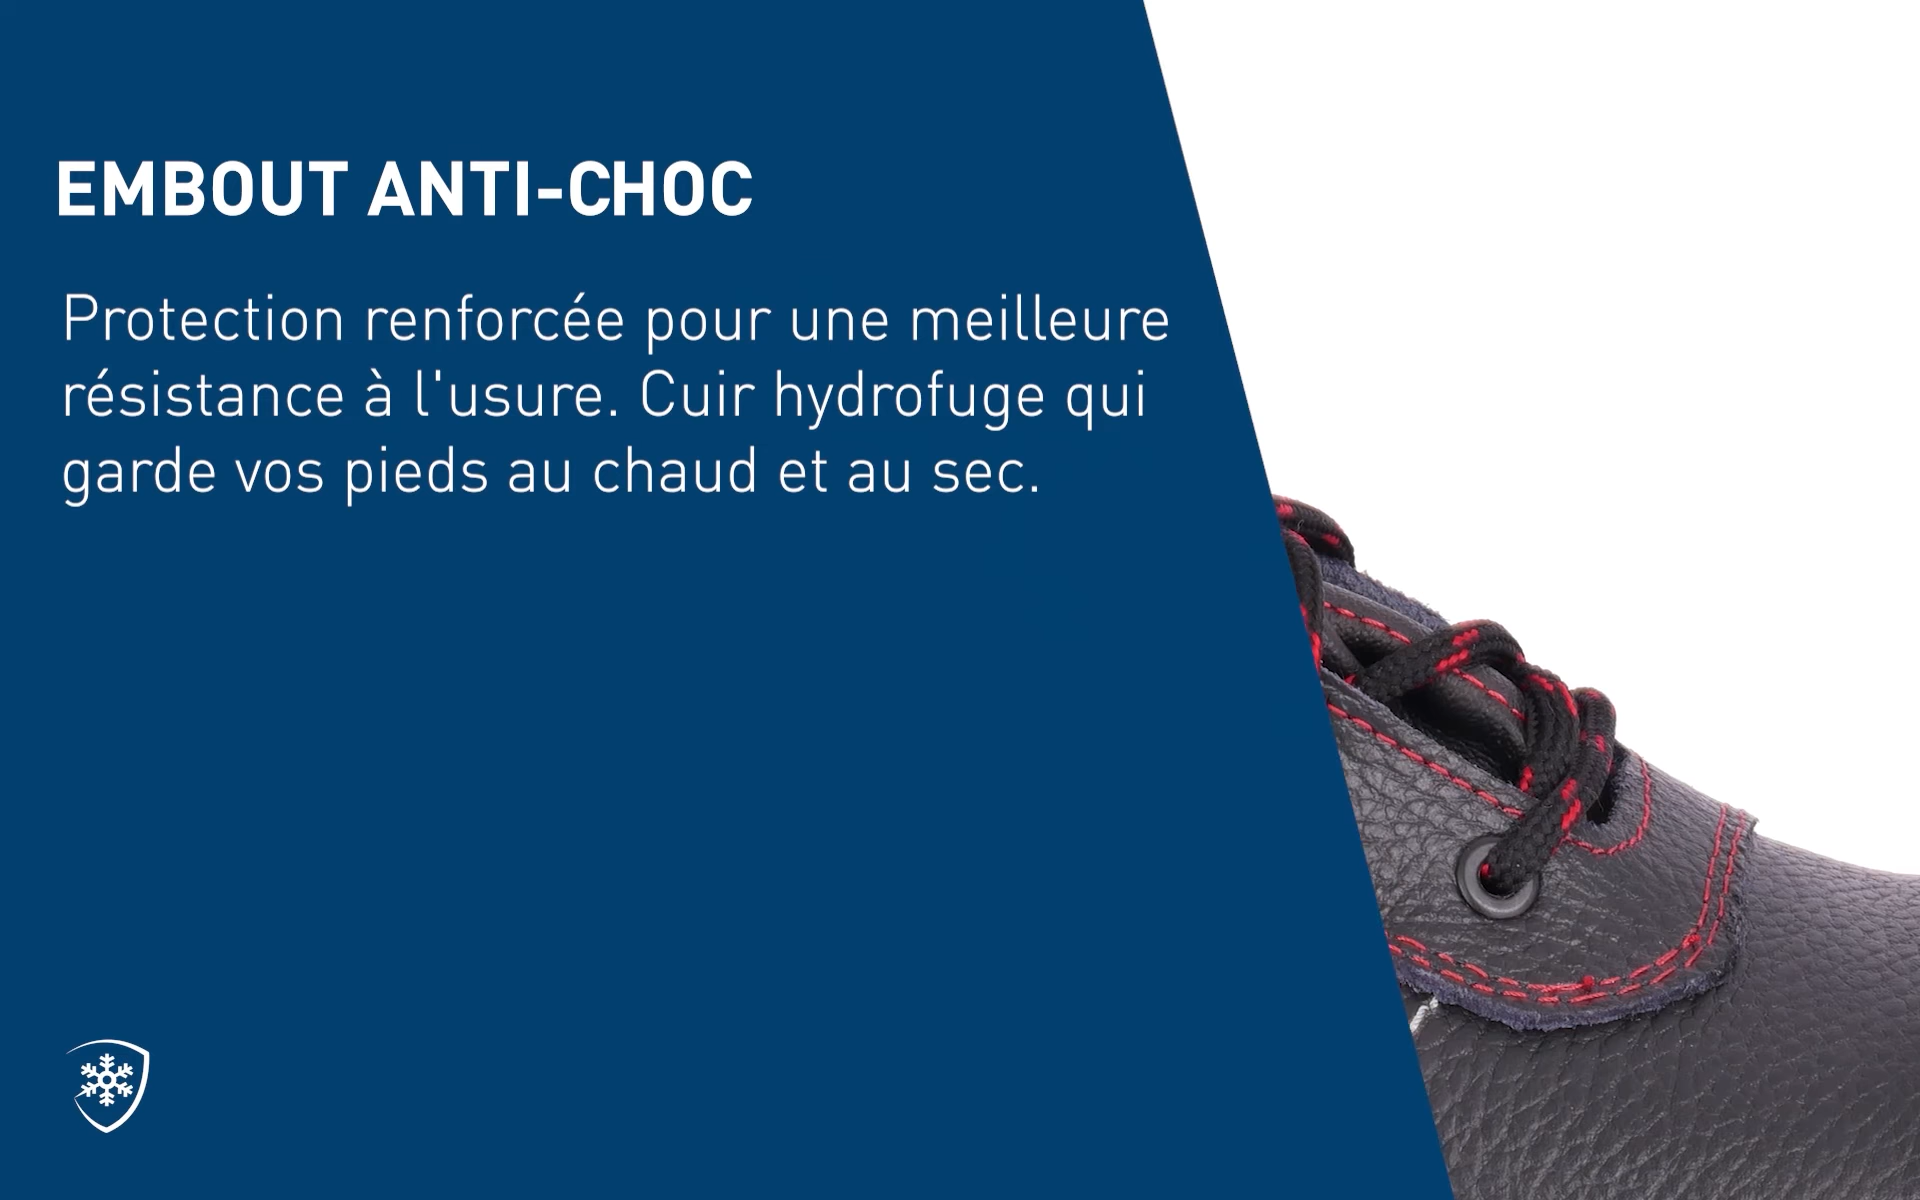 EMBOUT ANTI-CHOC
Protection renforcée pour une meilleure
résistance à l'usure. Cuir hydrofuge qui
garde vos pieds au chaud et au sec.